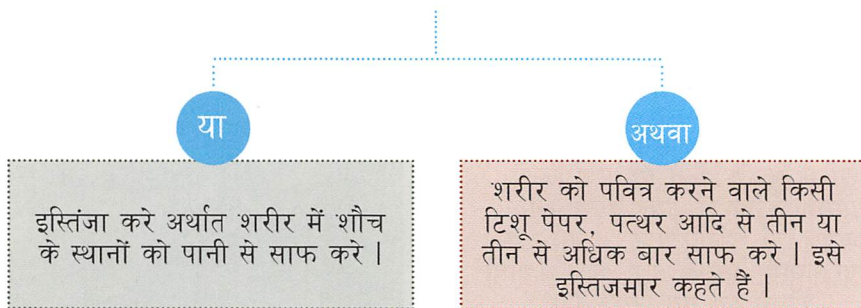 या
इस्तिंजा करे अर्थात शरीर में शौच
के स्थानों को पानी से साफ करे |
अथवा
शरीर को पवित्र करने वाले किसी
टिशू पेपर, पत्थर आदि से तीन या
तीन से अधिक बार साफ करे | इसे
इस्तिजमार कहते हैं |